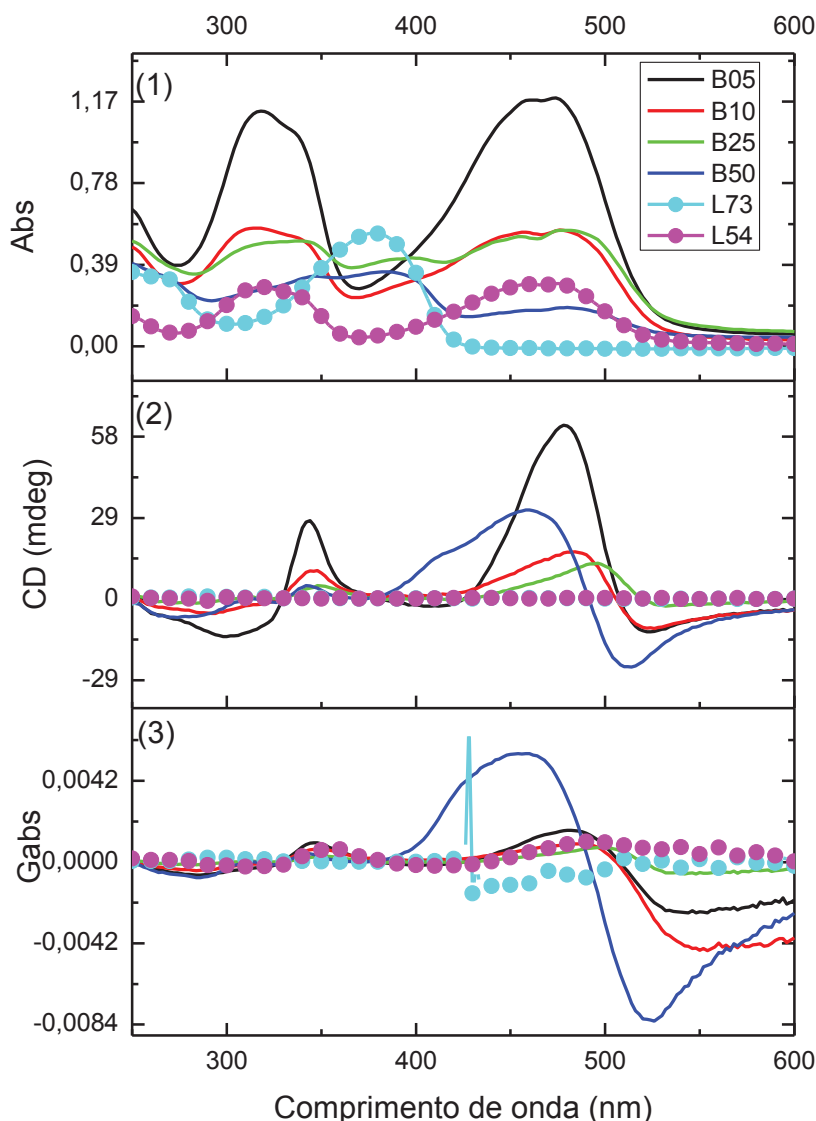 300 400 500 600
(1)
B05
B10
B25
B50
L73
L54
1,17
0,78
0,39
0,00
Abs
(2)
58
29
0
-29
CD (mdeg)
(3)
0,0042
0,0000
-0,0042
-0,0084
Gabs
300 400 500 600
Comprimento de onda (nm)